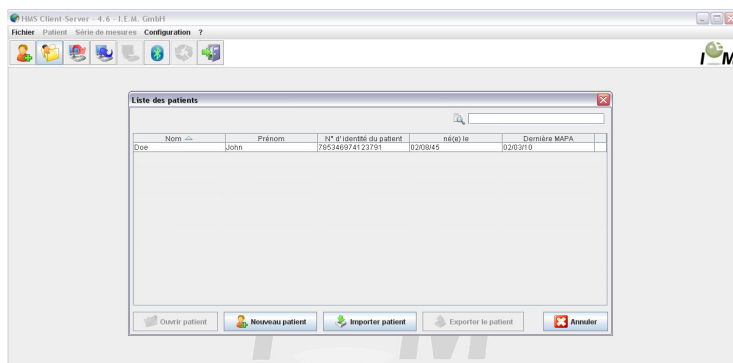 HMS Client-Server - 4.6 - I.E.M. GmbH
Fichier Patient Série de mesures Configuration ?
IEM
Liste des patients
Nom Prénom N° d'identité du patient né(e) le Dernière MAPA
Doe John 795346974123791 02/08/45 02/03/10
Ouvrir patient Nouveau patient Importer patient Exporter le patient Annuler